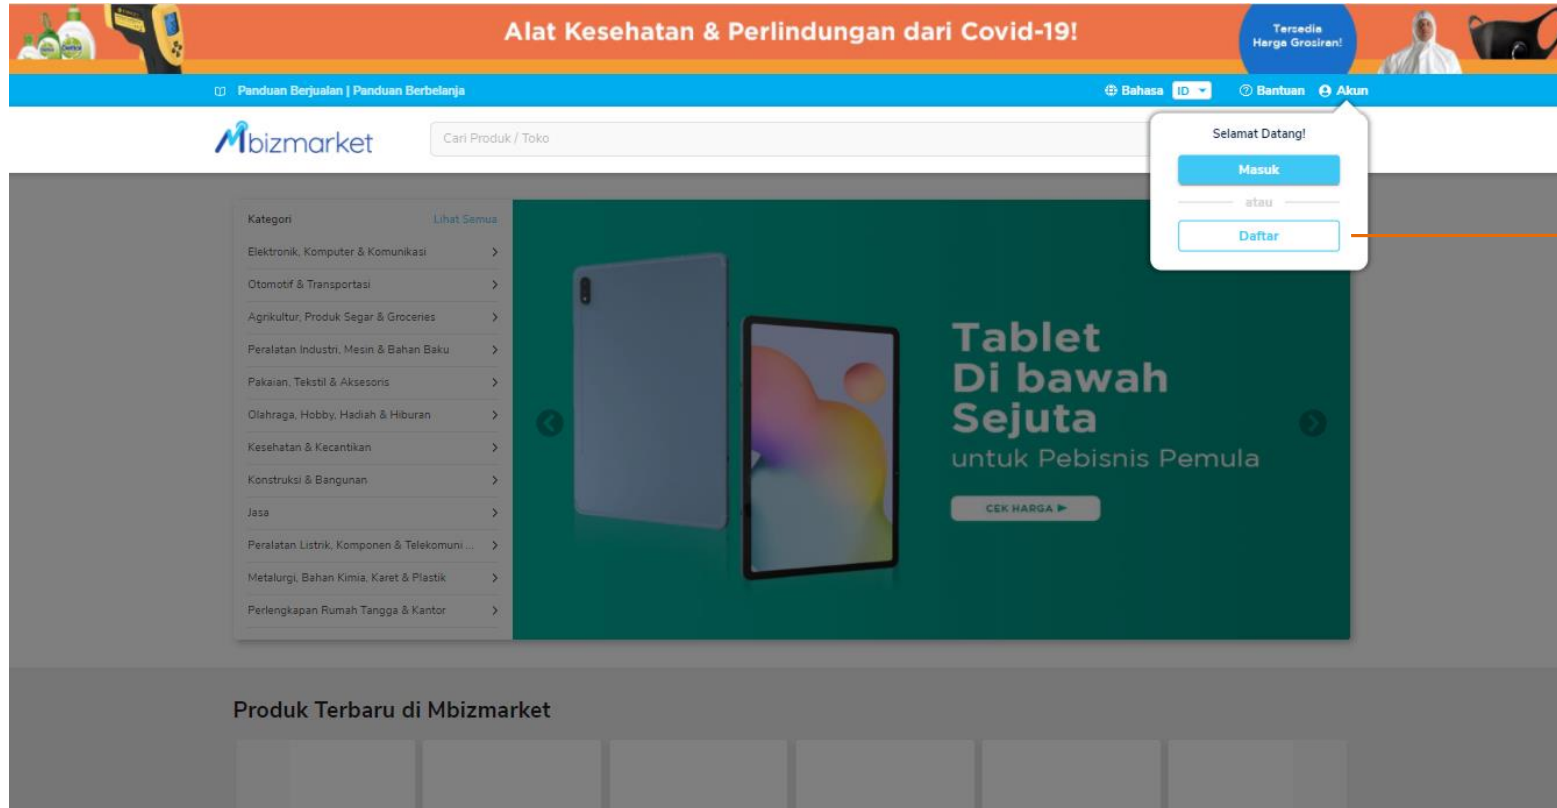 Alat Kesehatan & Perlindungan dari Covid-19!
Tersedia
Harga Grosiran!
Panduan Berjualan | Panduan Berbelanja
Bahasa ID
Bantuan
Akun
Mbizmarket
Cari Produk / Toko
Selamat Datang!
Masuk
atau
Daftar
Kategori
Lihat Semua
Elektronik, Komputer & Komunikasi
Otomotif & Transportasi
Agrikultur, Produk Segar & Groceries
Peralatan Industri, Mesin & Bahan Baku
Pakaian, Tekstil & Aksesoris
Olahraga, Hobby, Hadiah & Hiburan
Kesehatan & Kecantikan
Konstruksi & Bangunan
Jasa
Peralatan Listrik, Komponen & Telekomuni ...
Metalurgi, Bahan Kimia, Karet & Plastik
Perlengkapan Rumah Tangga & Kantor
Tablet
Di bawah
Sejuta
untuk Pebisnis Pemula
CEK HARGA
Produk Terbaru di Mbizmarket